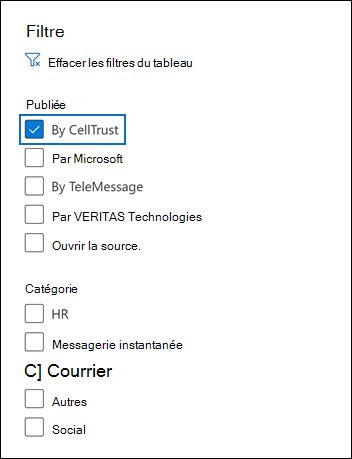 Filtre
Effacer les filtres du tableau
Publiée
By CellTrust
Par Microsoft
By TeleMessage
Par VERITAS Technologies
Ouvrir la source.
Catégorie
HR
Messagerie instantanée
C] Courrier
Autres
Social